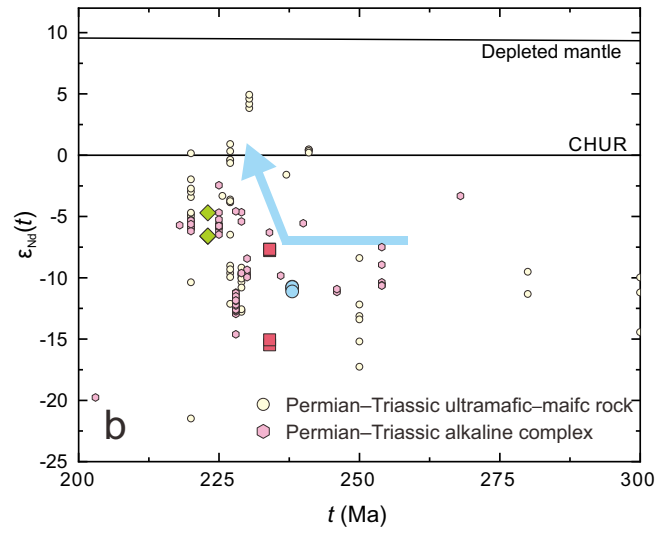 10
5
0
-5
-10
-15
-20
-25
εNd(t)
Depleted mantle
CHUR
b
Permian–Triassic ultramafic–maifc rock
Permian–Triassic alkaline complex
200 225 250 275 300
t (Ma)